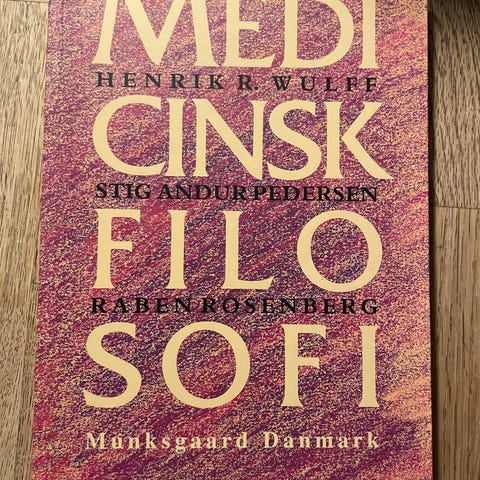 MEDI
HENRIK R. WULFF
CINSK
STIG ANDUR PEDERSEN
FILO
RABEN ROSENBERG
SOFI
Munksgaard Danmark